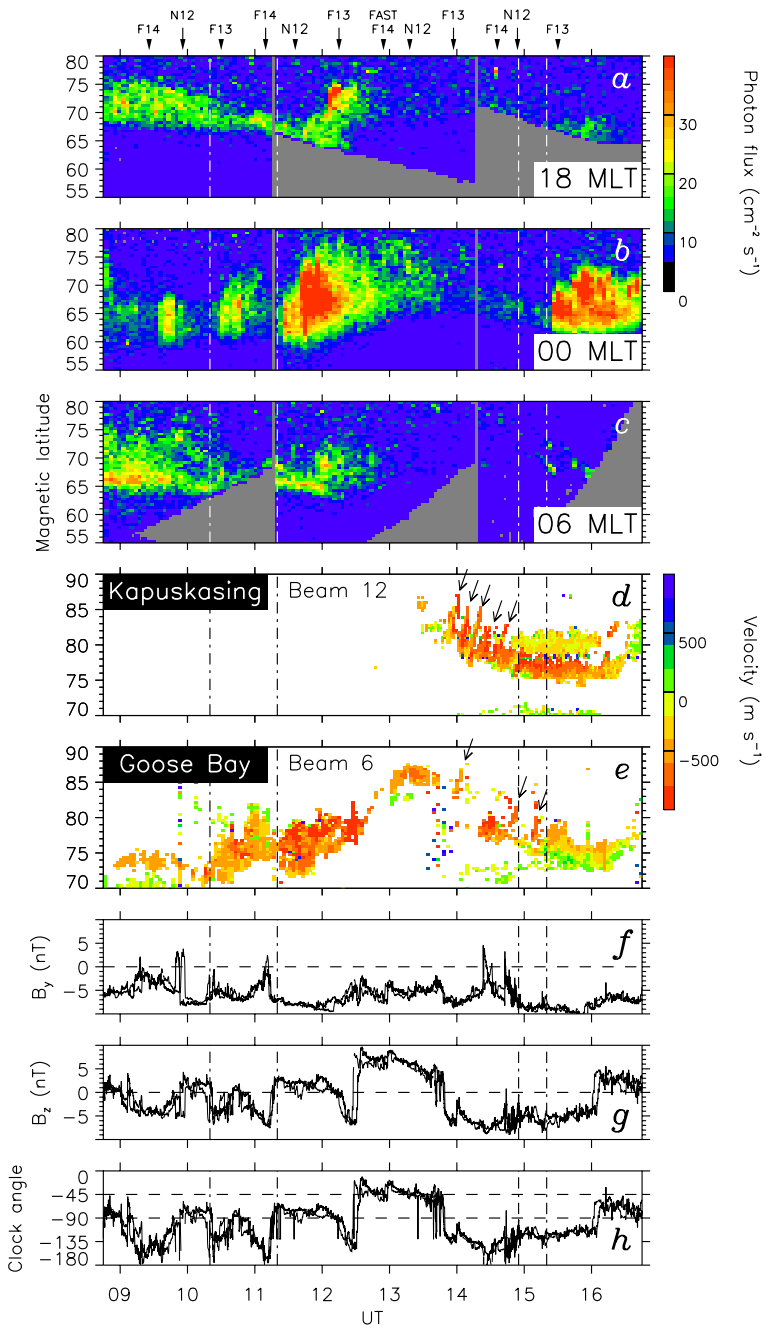 N12 F14 FAST N12
F14 F13 N12 F13 F14 N12 F13 F14 F13
80
75
70
65
60
55
a
18 MLT
30
20
10
0
Photon flux (cm⁻² s⁻¹)
80
75
70
65
60
55
b
00 MLT
80
75
70
65
60
55
c
06 MLT
Magnetic latitude
90
85
80
75
70
Kapuskasing
Beam 12
d
500
0
−500
Velocity (m s⁻¹)
90
85
80
75
70
Goose Bay
Beam 6
e
5
0
−5
By (nT)
f
5
0
−5
Bz (nT)
g
0
−45
−90
−135
−180
Clock angle
h
09 10 11 12 13 14 15 16
UT